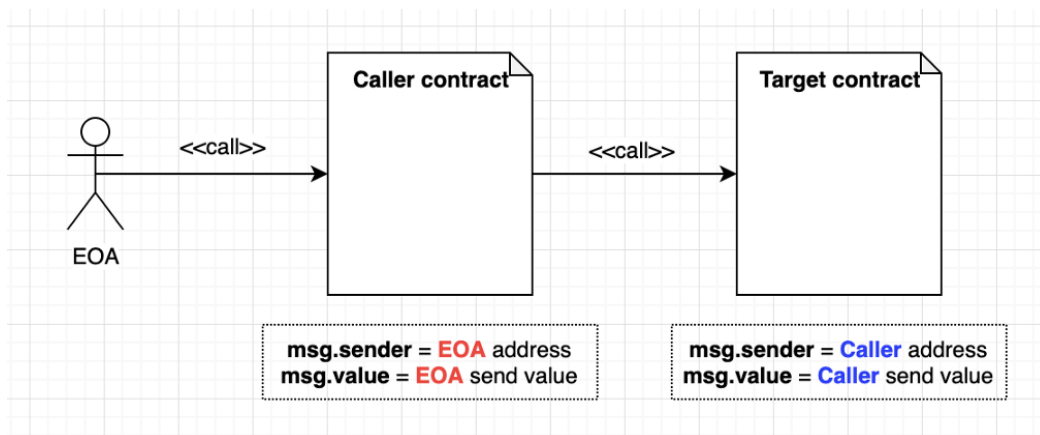 Caller contract
Target contract
<<call>>
<<call>>
EOA
msg.sender = EOA address
msg.value = EOA send value
msg.sender = Caller address
msg.value = Caller send value